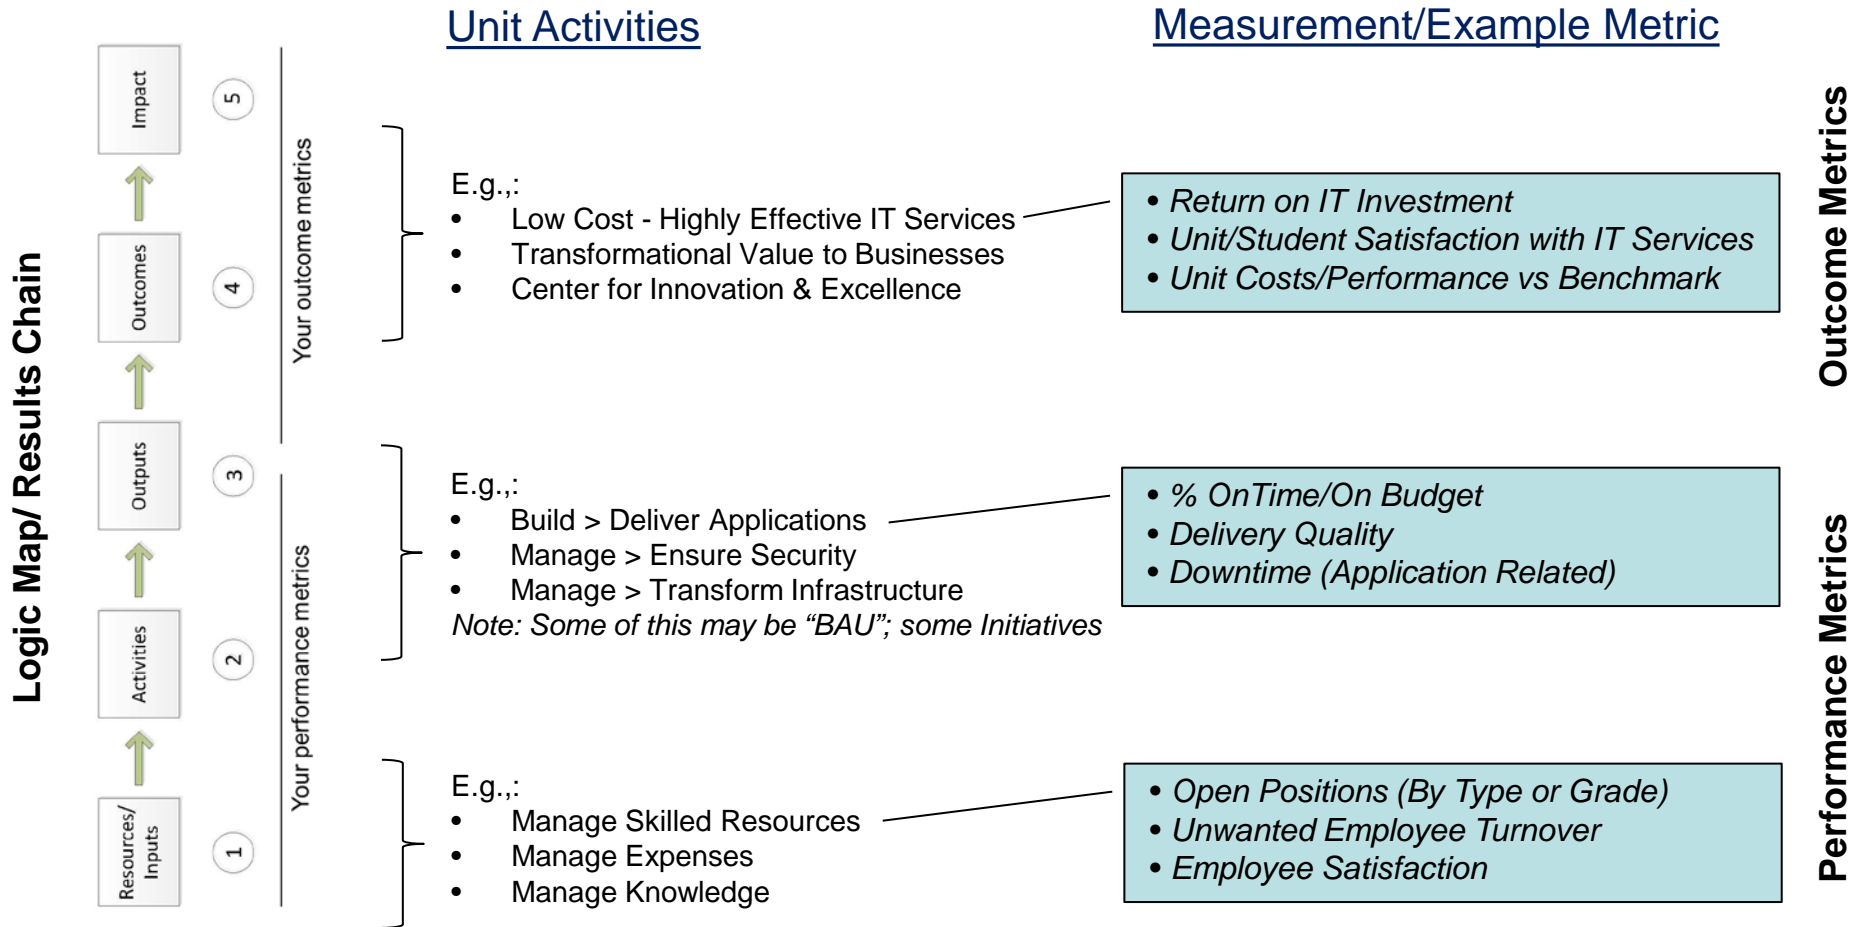 Unit Activities
Measurement/Example Metric
Logic Map/ Results Chain
Impact
5
Outcomes
4
Outputs
3
Activities
2
Resources/
Inputs
1
Your outcome metrics
Your performance metrics
E.g.,:
• Low Cost - Highly Effective IT Services
• Transformational Value to Businesses
• Center for Innovation & Excellence
• Return on IT Investment
• Unit/Student Satisfaction with IT Services
• Unit Costs/Performance vs Benchmark
E.g.,:
• Build > Deliver Applications
• Manage > Ensure Security
• Manage > Transform Infrastructure
Note: Some of this may be “BAU”; some Initiatives
• % OnTime/On Budget
• Delivery Quality
• Downtime (Application Related)
E.g.,:
• Manage Skilled Resources
• Manage Expenses
• Manage Knowledge
• Open Positions (By Type or Grade)
• Unwanted Employee Turnover
• Employee Satisfaction
Outcome Metrics
Performance Metrics